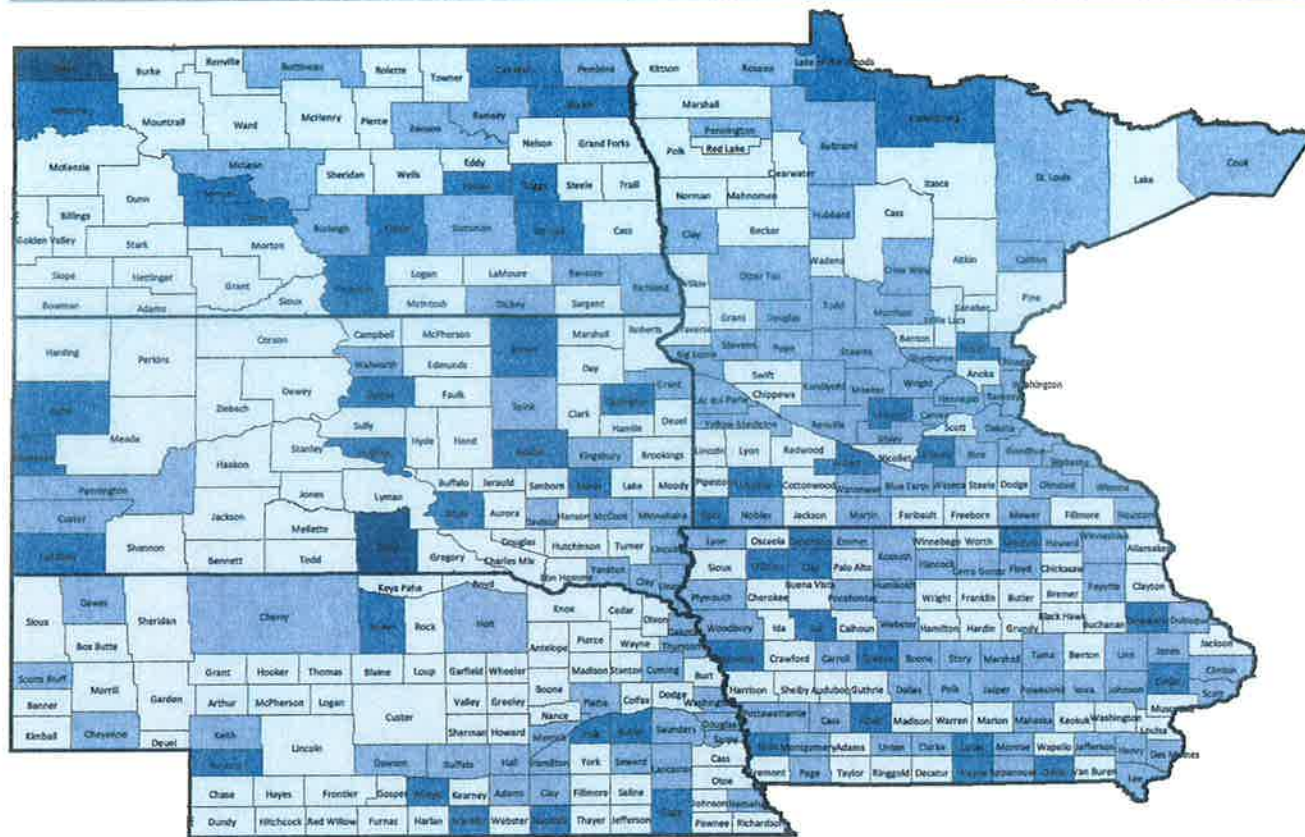 Burke
Renville
Bottineau
Rolette
Towner
Cavalier
Pembina
Mountrail
Ward
McHenry
Pierce
Benson
Ramsey
Walsh
Nelson
Grand Forks
McKenzie
McLean
Sheridan
Wells
Eddy
Foster
Griggs
Steele
Traill
Dunn
Mercer
Billings
Golden Valley
Stark
Morton
Burleigh
Kidder
Stutsman
Barnes
Cass
Slope
Hettinger
Grant
Logan
LaMoure
Ransom
Richland
Bowman
Adams
Sioux
McIntosh
Dickey
Sargent
Kittson
Roseau
Lake of the Woods
Marshall
Koochiching
Pennington
Red Lake
Polk
Beltrami
Clearwater
Itasca
St. Louis
Lake
Cook
Norman
Mahnomen
Hubbard
Cass
Clay
Becker
Wadena
Crow Wing
Aitkin
Carlton
Otter Tail
Pine
Grant
Douglas
Todd
Morrison
Mille Lacs
Kanabec
Big Stone
Stevens
Pope
Stearns
Benson
Anoka
Washington
Swift
Chippewa
Kandiyohi
Meeker
Wright
Hennepin
Ramsey
Lac qui Parle
Carver
Scott
Dakota
Yellow Medicine
Renville
Sibley
Lincoln
Lyon
Redwood
Nicollet
Rice
Goodhue
Wabasha
Pipestone
Cottonwood
Watonwan
Blue Earth
Waseca
Steele
Dodge
Olmsted
Winona
Nobles
Jackson
Martin
Faribault
Freeborn
Mower
Fillmore
Houston
Harding
Perkins
Corson
Campbell
McPherson
Brown
Marshall
Roberts
Walworth
Edmunds
Day
Butte
Ziebach
Dewey
Potter
Faulk
Spink
Clark
Codington
Grant
Hamlin
Deuel
Meade
Sully
Hyde
Hand
Beadle
Kingsbury
Brookings
Haakon
Stanley
Hughes
Pennington
Custer
Jones
Lyman
Buffalo
Jerauld
Sanborn
Miner
Lake
Moody
Jackson
Mellette
Brule
Aurora
Hanson
McCook
Minnehaha
Shannon
Bennett
Todd
Tripp
Gregory
Douglas
Charles Mix
Hutchinson
Turner
Lincoln
Bon Homme
Yankton
Clay
Union
Lyon
Osceola
Dickinson
Emmet
Kossuth
Winnebago
Worth
Howard
Winneshiek
Allamakee
Sioux
O'Brien
Clay
Palo Alto
Hancock
Cerro Gordo
Floyd
Chickasaw
Plymouth
Cherokee
Buena Vista
Pocahontas
Humboldt
Wright
Franklin
Butler
Bremer
Fayette
Clayton
Woodbury
Ida
Sac
Calhoun
Webster
Hamilton
Hardin
Grundy
Black Hawk
Buchanan
Delaware
Dubuque
Crawford
Carroll
Greene
Boone
Story
Marshall
Tama
Benton
Linn
Jones
Jackson
Harrison
Shelby
Audubon
Guthrie
Dallas
Polk
Jasper
Poweshiek
Iowa
Johnson
Cedar
Clinton
Scott
Pottawattamie
Cass
Adair
Madison
Warren
Marion
Mahaska
Keokuk
Washington
Louisa
Mills
Montgomery
Adams
Union
Clarke
Lucas
Monroe
Wapello
Jefferson
Henry
Des Moines
Page
Taylor
Ringgold
Decatur
Wayne
Appanoose
Davis
Van Buren
Lee
Sioux
Dawes
Sheridan
Cherry
Keya Paha
Boyd
Brown
Rock
Holt
Knox
Cedar
Box Butte
Antelope
Pierce
Wayne
Scotts Bluff
Morrill
Garden
Grant
Hooker
Thomas
Blaine
Loup
Garfield
Wheeler
Madison
Stanton
Cuming
Burt
Banner
Arthur
McPherson
Logan
Custer
Valley
Greeley
Boone
Platte
Colfax
Dodge
Washington
Kimball
Cheyenne
Deuel
Keith
Lincoln
Sherman
Howard
Nance
Merrick
Polk
Butler
Saunders
Douglas
Sarpy
Perkins
Dawson
Buffalo
Hall
Hamilton
York
Seward
Lancaster
Cass
Otoe
Chase
Hayes
Frontier
Gosper
Phelps
Kearney
Adams
Clay
Fillmore
Saline
Gage
Johnson
Nemaha
Dundy
Hitchcock
Red Willow
Furnas
Harlan
Franklin
Webster
Nuckolls
Thayer
Jefferson
Pawnee
Richardson